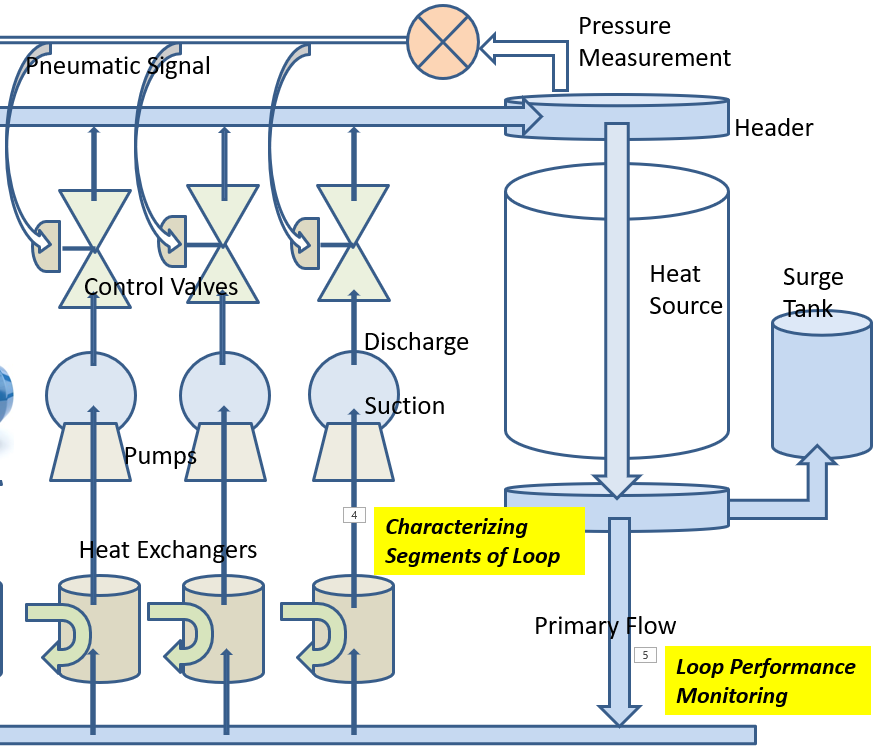 Pressure
Measurement
Pneumatic Signal
Header
Heat
Source
Surge
Tank
Control Valves
Discharge
Suction
Pumps
4
Characterizing
Segments of Loop
Heat Exchangers
Primary Flow
5
Loop Performance
Monitoring